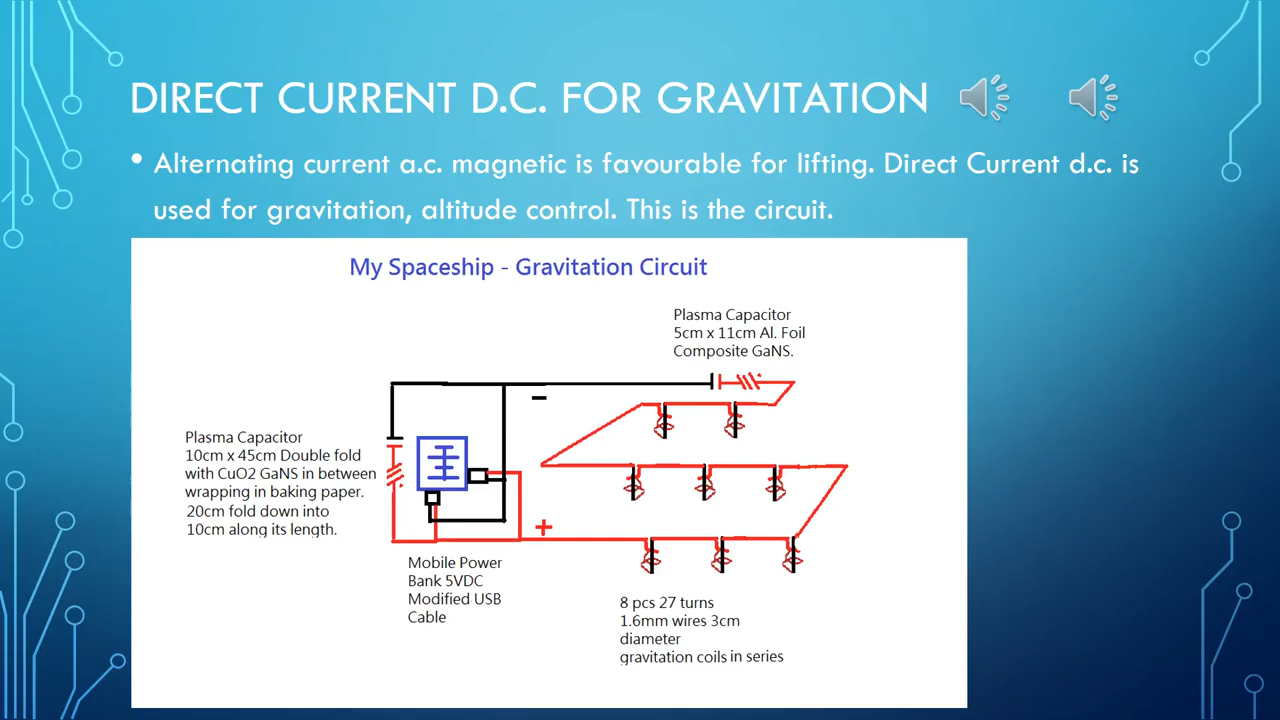 DIRECT CURRENT D.C. FOR GRAVITATION
• Alternating current a.c. magnetic is favourable for lifting. Direct Current d.c. is
used for gravitation, altitude control. This is the circuit.
My Spaceship - Gravitation Circuit
Plasma Capacitor
5cm x 11cm Al. Foil
Composite GaNS.
−
Plasma Capacitor
10cm x 45cm Double fold
with CuO2 GaNS in between
wrapping in baking paper.
20cm fold down into
10cm along its length.
+
Mobile Power
Bank 5VDC
Modified USB
Cable
8 pcs 27 turns
1.6mm wires 3cm
diameter
gravitation coils in series